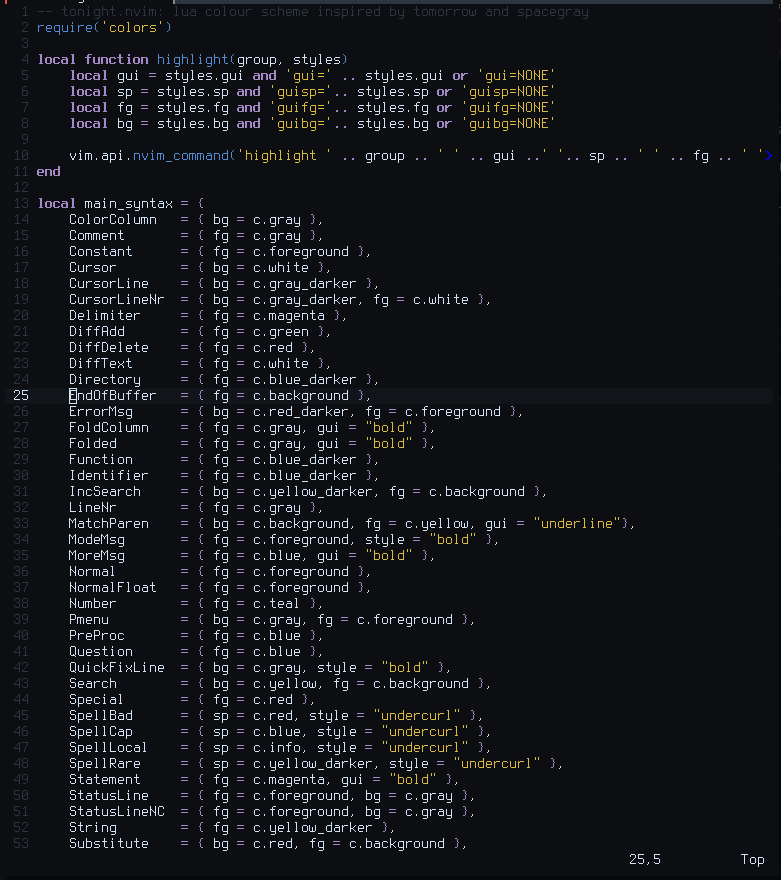 1 -- tonight.nvim: lua colour scheme inspired by tomorrow and spacegray
2 require('colors')
3
4 local function highlight(group, styles)
5     local gui = styles.gui and 'gui=' .. styles.gui or 'gui=NONE'
6     local sp = styles.sp and 'guisp='.. styles.sp or 'guisp=NONE'
7     local fg = styles.fg and 'guifg='.. styles.fg or 'guifg=NONE'
8     local bg = styles.bg and 'guibg='.. styles.bg or 'guibg=NONE'
9
10     vim.api.nvim_command('highlight ' .. group .. ' ' .. gui ..' '.. sp .. ' ' .. fg .. ' '>
11 end
12
13 local main_syntax = {
14     ColorColumn   = { bg = c.gray },
15     Comment       = { fg = c.gray },
16     Constant      = { fg = c.foreground },
17     Cursor        = { bg = c.white },
18     CursorLine    = { bg = c.gray_darker },
19     CursorLineNr  = { bg = c.gray_darker, fg = c.white },
20     Delimiter     = { fg = c.magenta },
21     DiffAdd       = { fg = c.green },
22     DiffDelete    = { fg = c.red },
23     DiffText      = { fg = c.white },
24     Directory     = { fg = c.blue_darker },
25     EndOfBuffer   = { fg = c.background },
26     ErrorMsg      = { bg = c.red_darker, fg = c.foreground },
27     FoldColumn    = { fg = c.gray, gui = "bold" },
28     Folded        = { fg = c.gray, gui = "bold" },
29     Function      = { fg = c.blue_darker },
30     Identifier    = { fg = c.blue_darker },
31     IncSearch     = { bg = c.yellow_darker, fg = c.background },
32     LineNr        = { fg = c.gray },
33     MatchParen    = { bg = c.background, fg = c.yellow, gui = "underline"},
34     ModeMsg       = { fg = c.foreground, style = "bold" },
35     MoreMsg       = { fg = c.blue, gui = "bold" },
36     Normal        = { fg = c.foreground },
37     NormalFloat   = { fg = c.foreground },
38     Number        = { fg = c.teal },
39     Pmenu         = { bg = c.gray, fg = c.foreground },
40     PreProc       = { fg = c.blue },
41     Question      = { fg = c.blue },
42     QuickFixLine  = { bg = c.gray, style = "bold" },
43     Search        = { bg = c.yellow, fg = c.background },
44     Special       = { fg = c.red },
45     SpellBad      = { sp = c.red, style = "undercurl" },
46     SpellCap      = { sp = c.blue, style = "undercurl" },
47     SpellLocal    = { sp = c.info, style = "undercurl" },
48     SpellRare     = { sp = c.yellow_darker, style = "undercurl" },
49     Statement     = { fg = c.magenta, gui = "bold" },
50     StatusLine    = { fg = c.foreground, bg = c.gray },
51     StatusLineNC  = { fg = c.foreground, bg = c.gray },
52     String        = { fg = c.yellow_darker },
53     Substitute    = { bg = c.red, fg = c.background },
25,5 Top